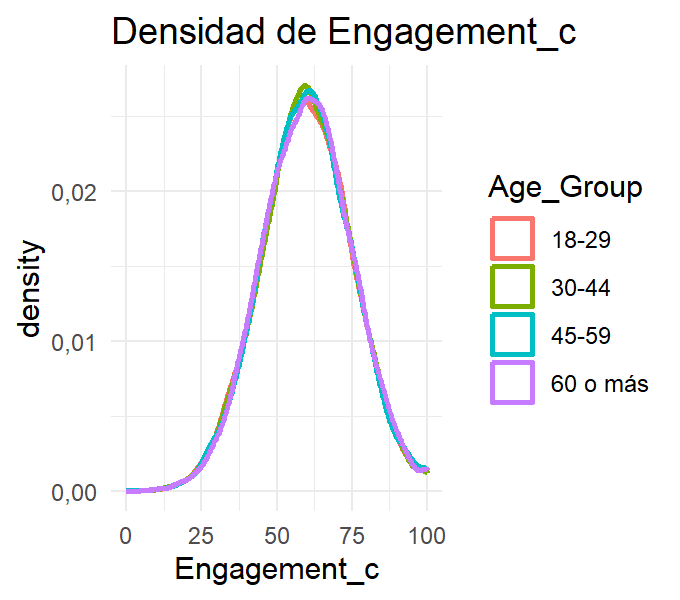 Densidad de Engagement_c
density
0,02
0,01
0,00
0 25 50 75 100
Engagement_c
Age_Group
18-29
30-44
45-59
60 o más